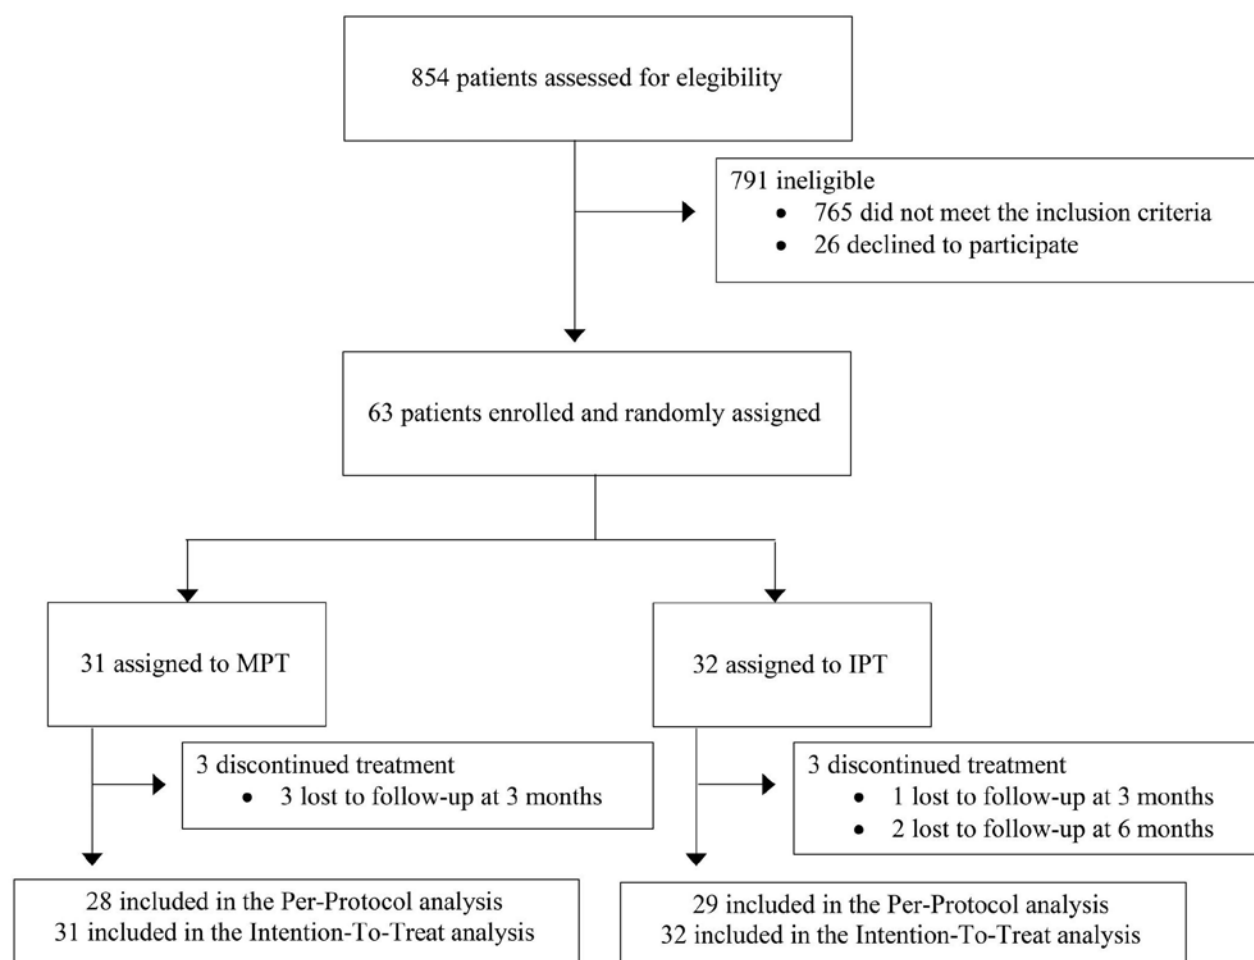 854 patients assessed for elegibility
791 ineligible
• 765 did not meet the inclusion criteria
• 26 declined to participate
63 patients enrolled and randomly assigned
31 assigned to MPT
32 assigned to IPT
3 discontinued treatment
• 3 lost to follow-up at 3 months
3 discontinued treatment
• 1 lost to follow-up at 3 months
• 2 lost to follow-up at 6 months
28 included in the Per-Protocol analysis
31 included in the Intention-To-Treat analysis
29 included in the Per-Protocol analysis
32 included in the Intention-To-Treat analysis